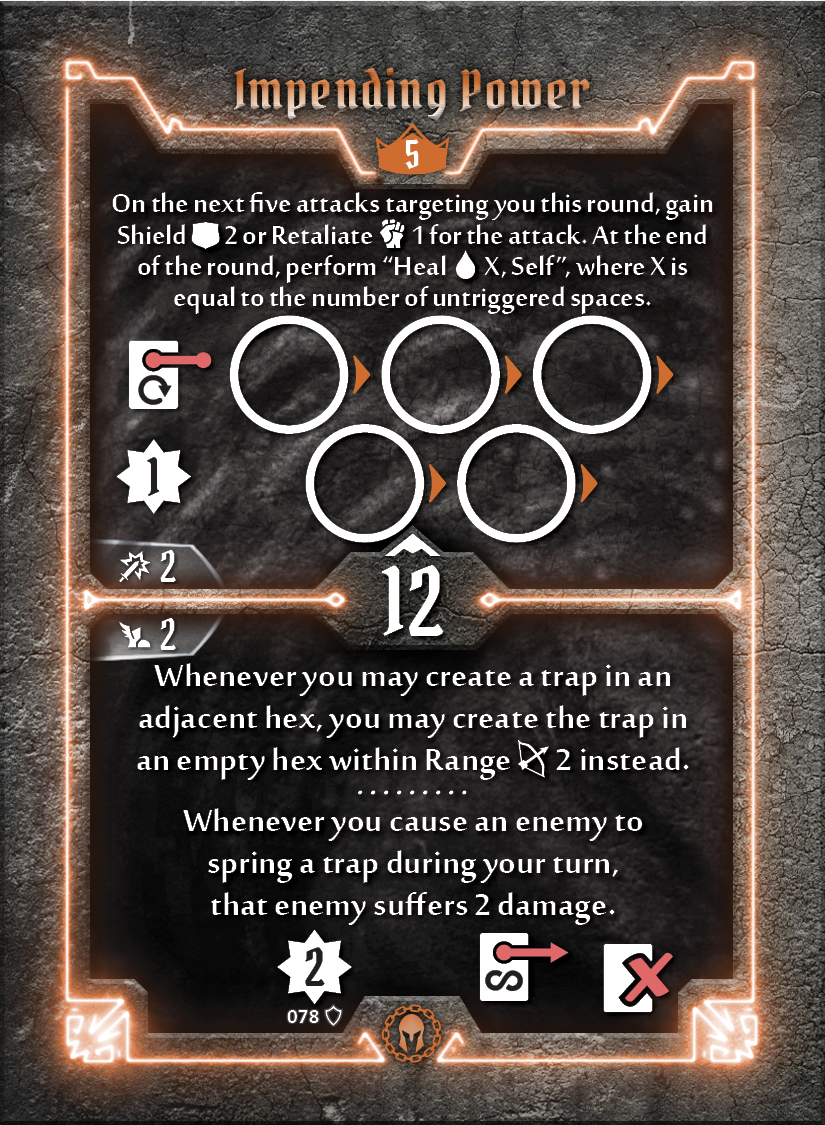 Impending Power
5
On the next five attacks targeting you this round, gain
Shield 2 or Retaliate 1 for the attack. At the end
of the round, perform “Heal X, Self”, where X is
equal to the number of untriggered spaces.
1
2
12
2
Whenever you may create a trap in an
adjacent hex, you may create the trap in
an empty hex within Range 2 instead.
.........
Whenever you cause an enemy to
spring a trap during your turn,
that enemy suffers 2 damage.
2
078